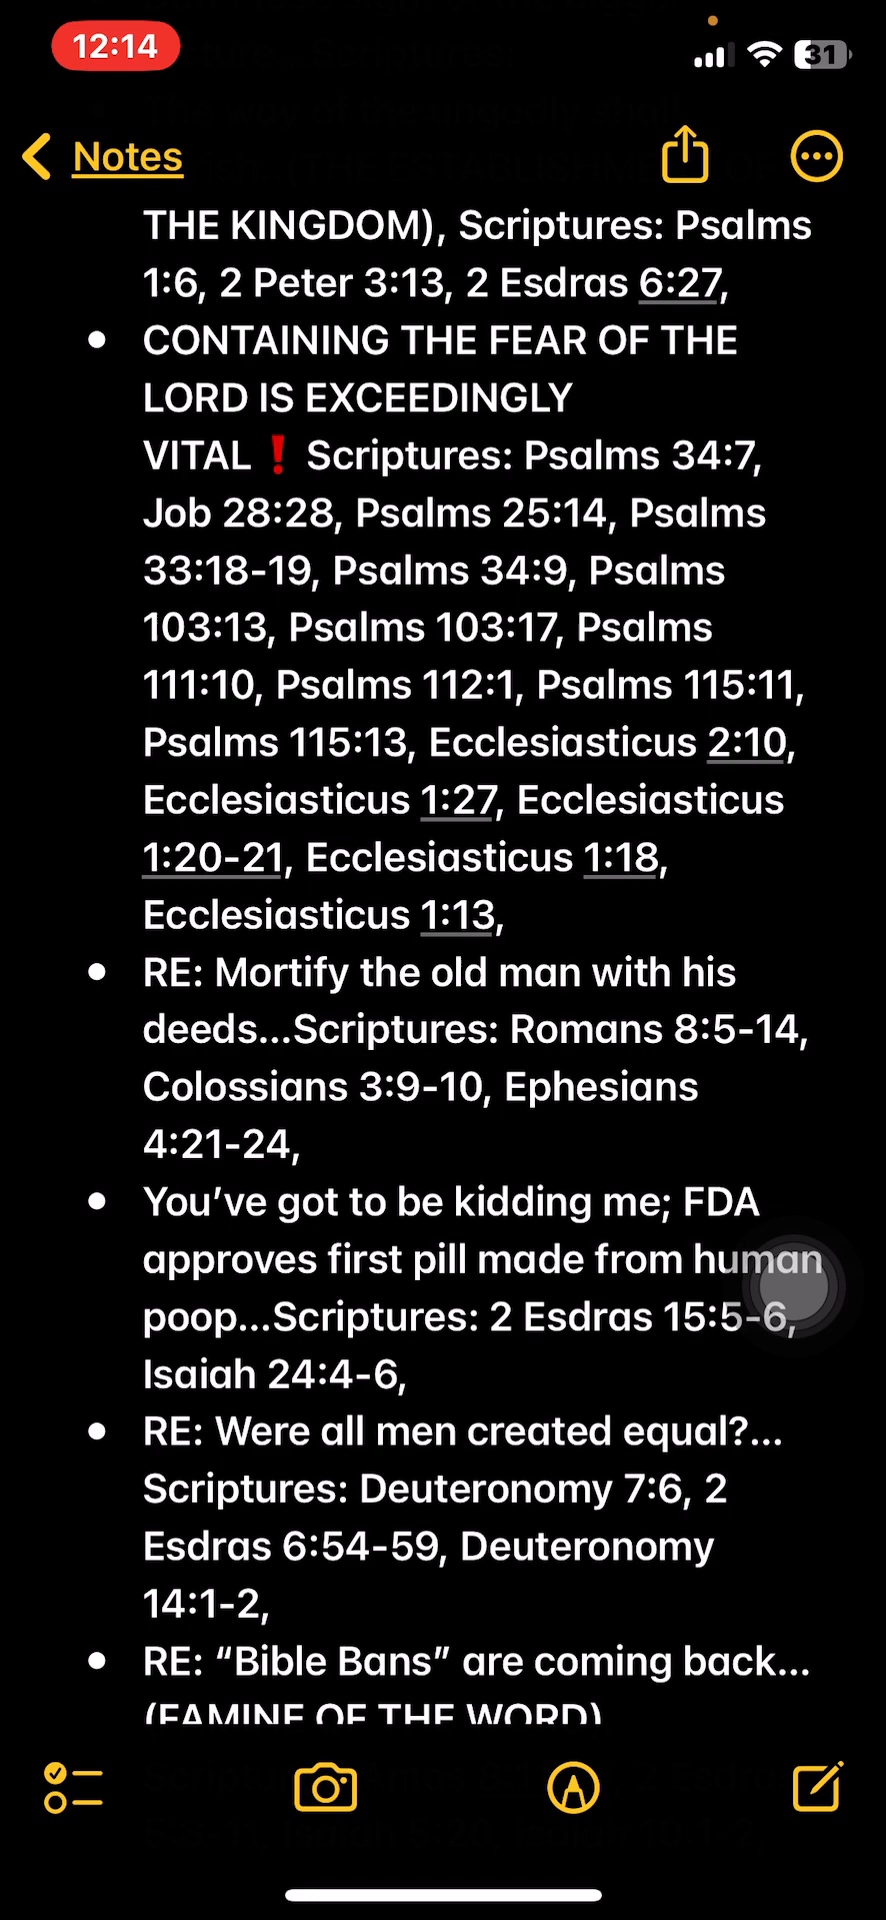 12:14
31
Notes
THE KINGDOM), Scriptures: Psalms
1:6, 2 Peter 3:13, 2 Esdras 6:27,
• CONTAINING THE FEAR OF THE
LORD IS EXCEEDINGLY
VITAL❗️ Scriptures: Psalms 34:7,
Job 28:28, Psalms 25:14, Psalms
33:18-19, Psalms 34:9, Psalms
103:13, Psalms 103:17, Psalms
111:10, Psalms 112:1, Psalms 115:11,
Psalms 115:13, Ecclesiasticus 2:10,
Ecclesiasticus 1:27, Ecclesiasticus
1:20-21, Ecclesiasticus 1:18,
Ecclesiasticus 1:13,
• RE: Mortify the old man with his
deeds...Scriptures: Romans 8:5-14,
Colossians 3:9-10, Ephesians
4:21-24,
• You’ve got to be kidding me; FDA
approves first pill made from human
poop...Scriptures: 2 Esdras 15:5-6,
Isaiah 24:4-6,
• RE: Were all men created equal?...
Scriptures: Deuteronomy 7:6, 2
Esdras 6:54-59, Deuteronomy
14:1-2,
• RE: “Bible Bans” are coming back...
(FAMINE OF THE WORD)